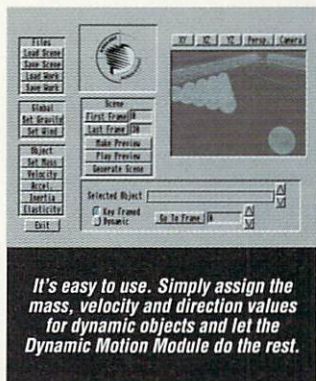 Files
Load Scene
Save Scene
Load Work
Save Work
Global
Set Gravity
Set Wind
Object
Set Mass
Velocity
Accel.
Inertia
Elasticity
Exit
Scene
First Frame 0
Last Frame 30
Make Preview
Play Preview
Generate Scene
XY XZ YZ Persp. Camera
Selected Object
Key Framed
Dynamic
Go To Frame 0
It's easy to use. Simply assign the
mass, velocity and direction values
for dynamic objects and let the
Dynamic Motion Module do the rest.